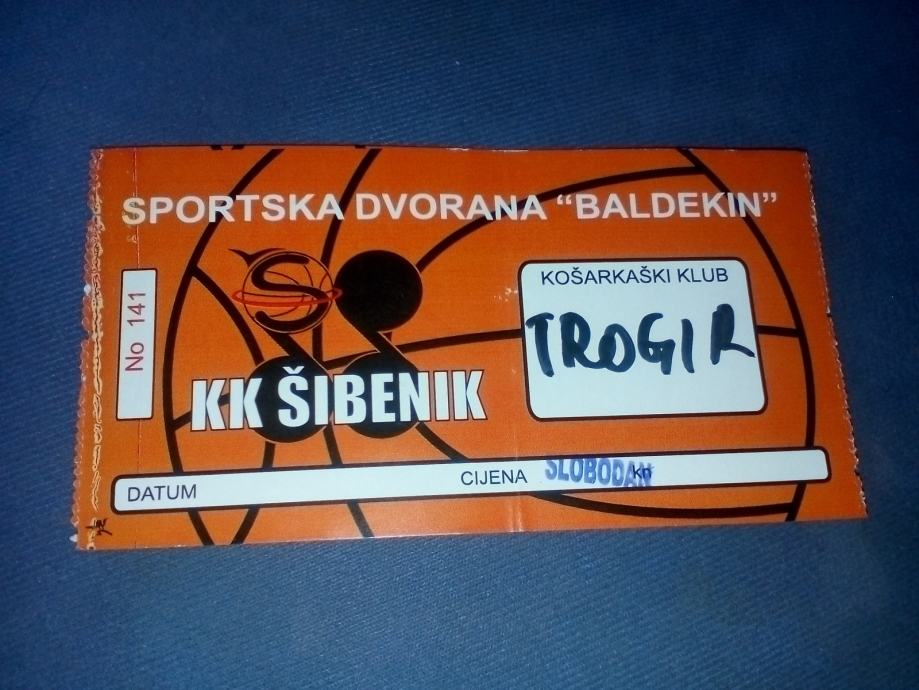 SPORTSKA DVORANA “BALDEKIN”
No 141
S
KK ŠIBENIK
KOŠARKAŠKI KLUB
TROGIR
DATUM
CIJENA SLOBODAN kn